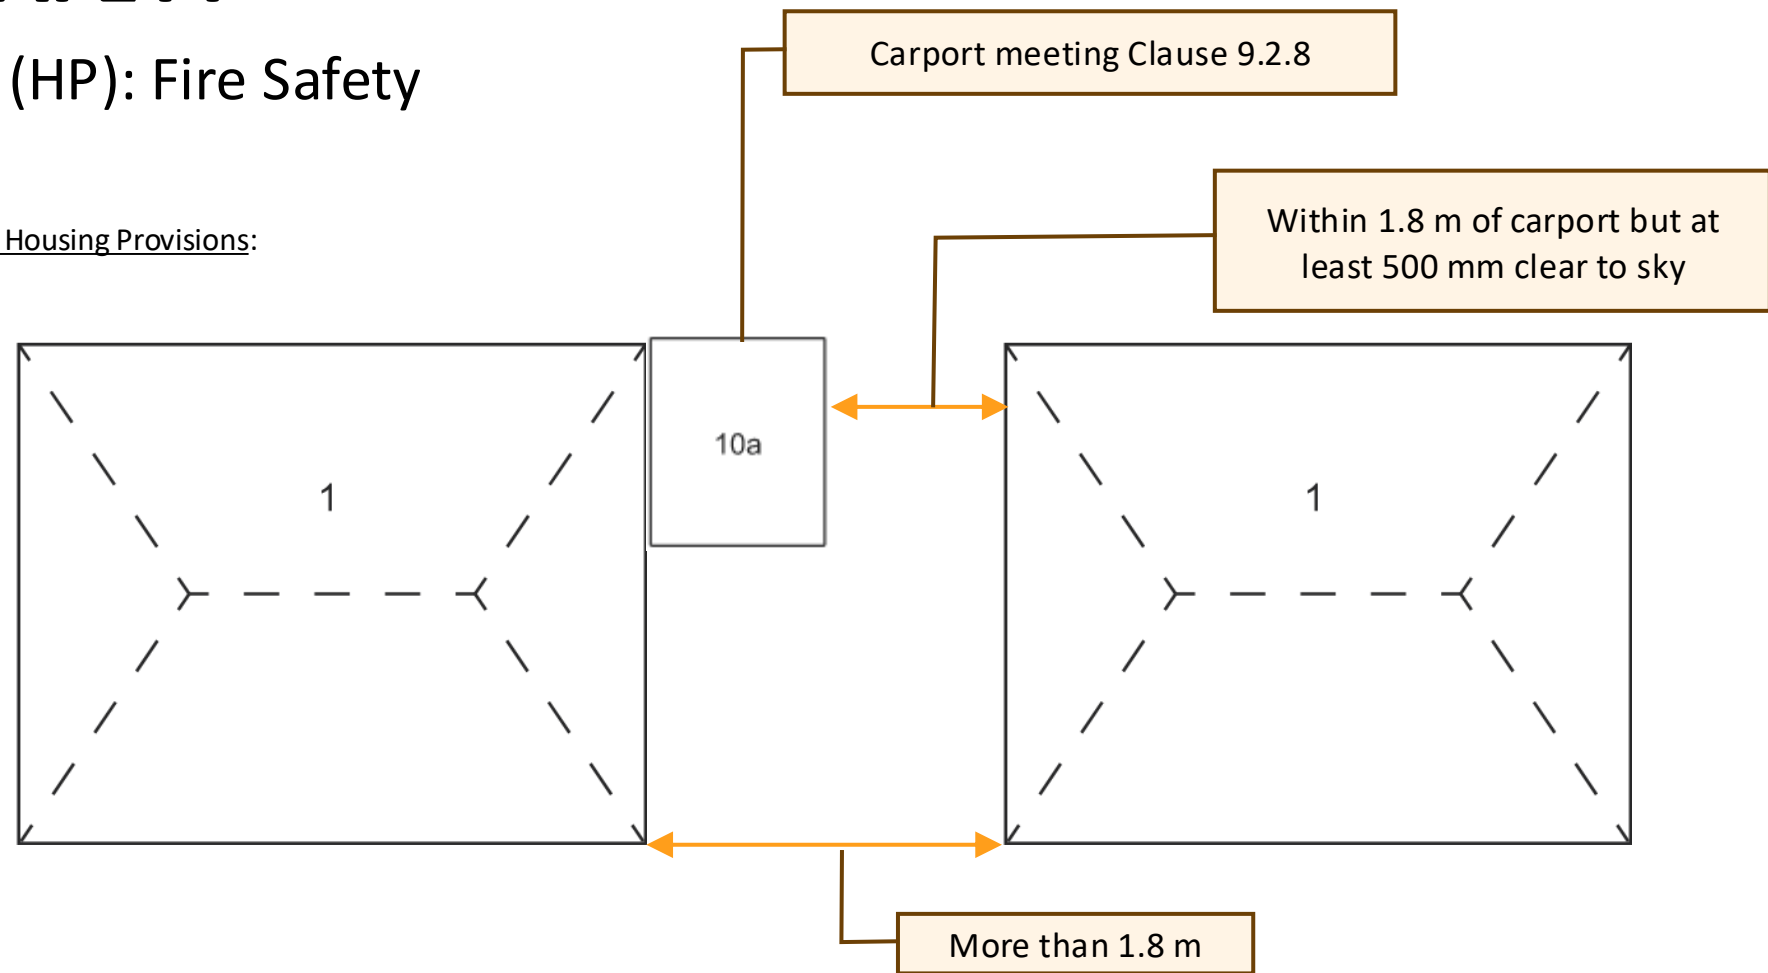 (HP): Fire Safety
Carport meeting Clause 9.2.8
Within 1.8 m of carport but at
least 500 mm clear to sky
Housing Provisions:
10a
1
1
More than 1.8 m